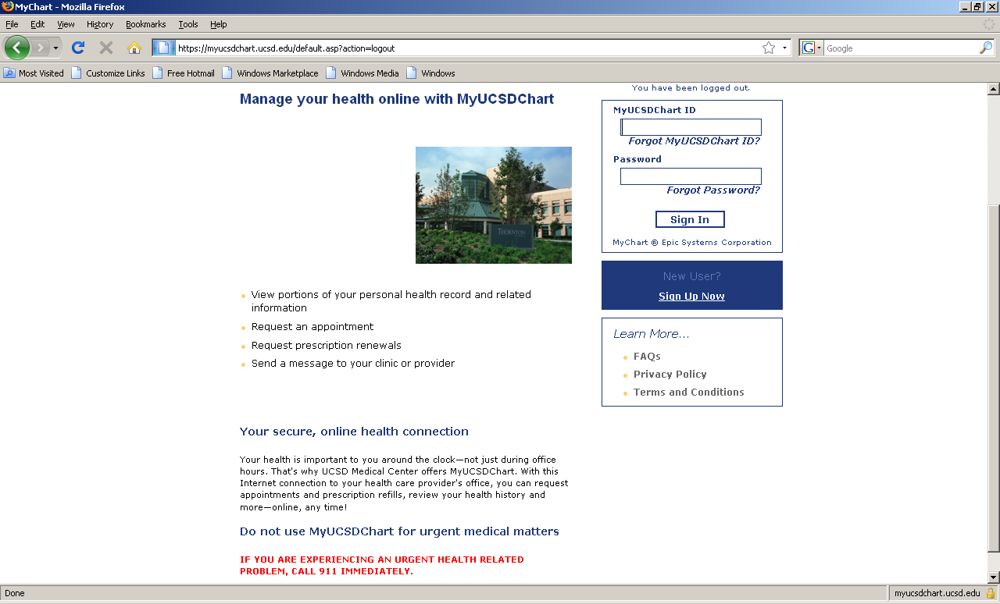 MyChart - Mozilla Firefox
File Edit View History Bookmarks Tools Help
https://myucsdchart.ucsd.edu/default.asp?action=logout
G Google
Most Visited Customize Links Free Hotmail Windows Marketplace Windows Media Windows
Manage your health online with MyUCSDChart
THORNTON
View portions of your personal health record and related
information
Request an appointment
Request prescription renewals
Send a message to your clinic or provider
Your secure, online health connection
Your health is important to you around the clock—not just during office
hours. That's why UCSD Medical Center offers MyUCSDChart. With this
Internet connection to your health care provider's office, you can request
appointments and prescription refills, review your health history and
more—online, any time!
Do not use MyUCSDChart for urgent medical matters
IF YOU ARE EXPERIENCING AN URGENT HEALTH RELATED
PROBLEM, CALL 911 IMMEDIATELY.
You have been logged out.
MyUCSDChart ID
Forgot MyUCSDChart ID?
Password
Forgot Password?
Sign In
MyChart ® Epic Systems Corporation
New User?
Sign Up Now
Learn More...
FAQs
Privacy Policy
Terms and Conditions
Done
myucsdchart.ucsd.edu